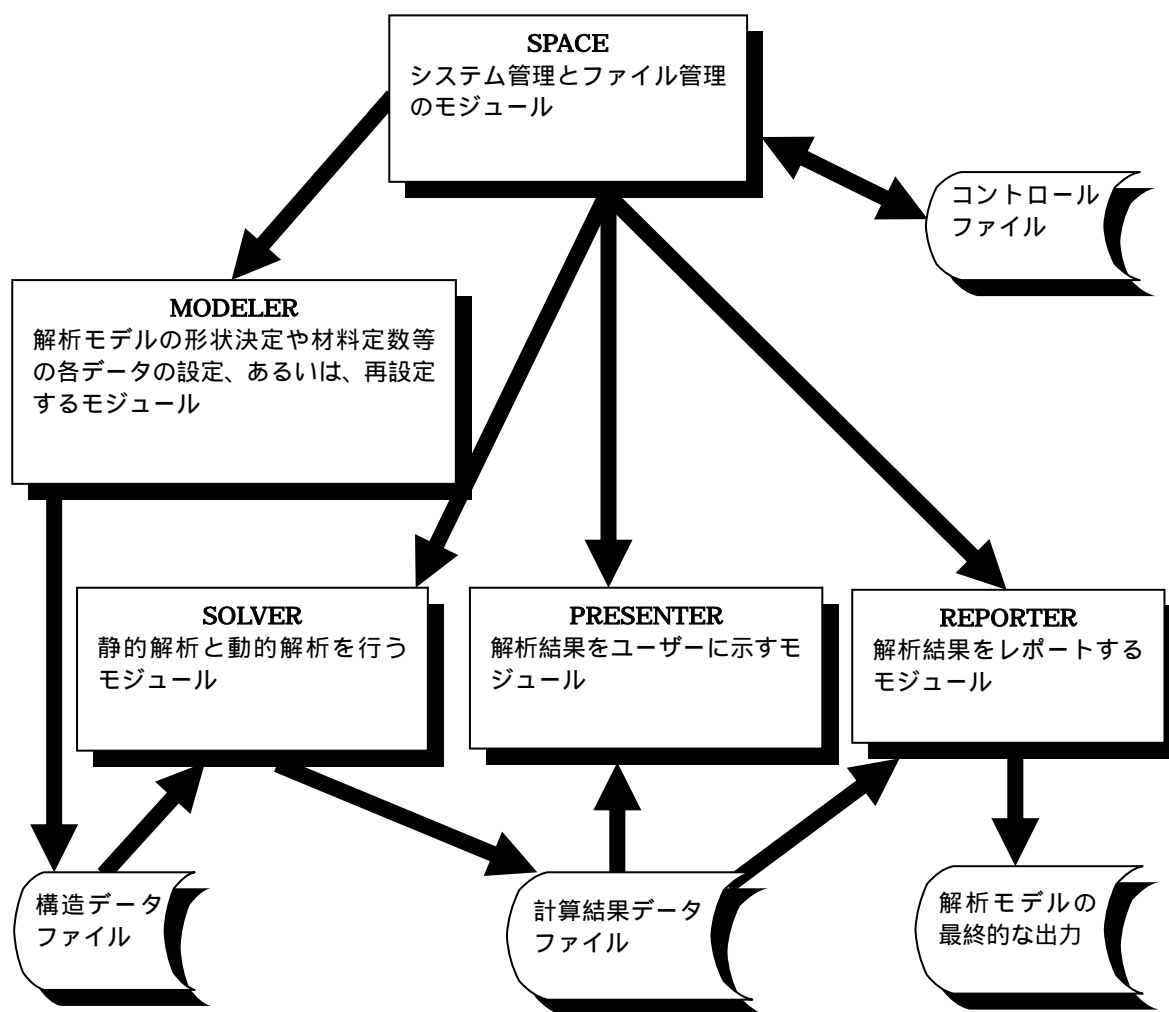 SPACE
システム管理とファイル管理
のモジュール
コントロール
ファイル
MODELER
解析モデルの形状決定や材料定数等
の各データの設定、あるいは、再設定
するモジュール
SOLVER
静的解析と動的解析を行う
モジュール
PRESENTER
解析結果をユーザーに示すモ
ジュール
REPORTER
解析結果をレポートする
モジュール
構造データ
ファイル
計算結果データ
ファイル
解析モデルの
最終的な出力